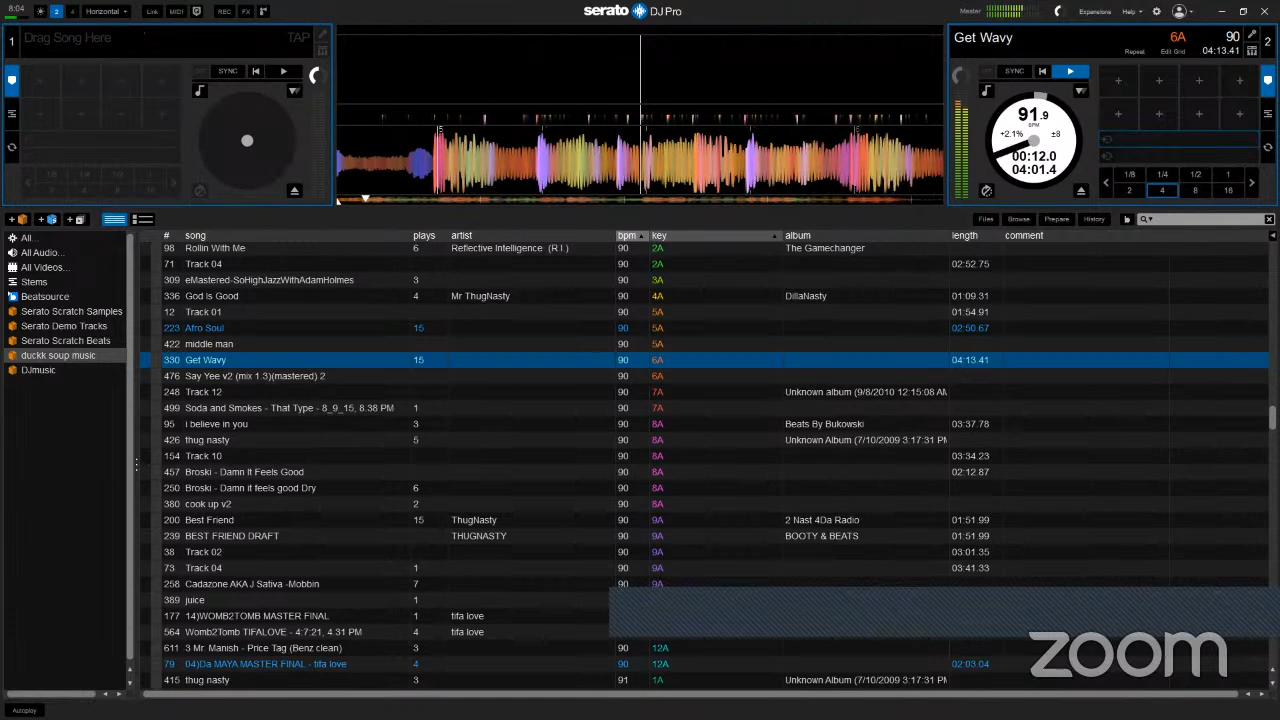 8:04 2 4 Horizontal Link MIDI REC FX serato DJ Pro Master Expansions Help
1 Drag Song Here TAP
SYNC
1/8 1/4 1/2 1
2 4 8 16
5
Get Wavy 6A 90 2
Repeat Edit Grid 04:13.41
SYNC
91.9
BPM
+2.1% ±8
00:12.0
04:01.4
1/8 1/4 1/2 1
2 4 8 16
Files Browse Prepare History
# song plays artist bpm key album length comment
All...
All Audio...
All Videos...
Stems
Beatsource
Serato Scratch Samples
Serato Demo Tracks
Serato Scratch Beats
duckk soup music
DJmusic
98 Rollin With Me 6 Reflective Intelligence (R I ) 90 2A The Gamechanger
71 Track 04 90 2A 02:52.75
309 eMastered-SoHighJazzWithAdamHolmes 3 90 3A
336 God Is Good 4 Mr ThugNasty 90 4A DillaNasty 01:09.31
12 Track 01 90 5A 01:54.91
223 Afro Soul 15 90 5A 02:50.67
422 middle man 90 5A
330 Get Wavy 15 90 6A 04:13.41
476 Say Yee v2 (mix 1.3)(mastered) 2 90 6A
248 Track 12 90 7A Unknown album (9/8/2010 12:15:08 AM
499 Soda and Smokes - That Type - 8_9_15, 8.38 PM 1 90 7A
95 i believe in you 3 90 8A Beats By Bukowski 03:37.78
426 thug nasty 5 90 8A Unknown Album (7/10/2009 3:17:31 PM
154 Track 10 90 8A 03:34.23
457 Broski - Damn It Feels Good 90 8A 02:12.87
250 Broski - Damn it feels good Dry 6 90 8A
380 cook up v2 2 90 8A
200 Best Friend 15 ThugNasty 90 9A 2 Nast 4Da Radio 01:51.99
239 BEST FRIEND DRAFT THUGNASTY 90 9A BOOTY & BEATS 01:51.99
38 Track 02 90 9A 03:01.35
73 Track 04 1 90 9A 03:41.33
258 Cadazone AKA J Sativa -Mobbin 7 90 9A
389 juice 1
177 14)WOMB2TOMB MASTER FINAL 1 tifa love
564 Womb2Tomb TIFALOVE - 4:7:21, 4.31 PM 4 tifa love
611 3 Mr. Manish - Price Tag (Benz clean) 3 90 12A
79 04)Da MAYA MASTER FINAL - tifa love 4 90 12A 02:03.04
415 thug nasty 3 91 1A Unknown Album (7/10/2009 3:17:31 PM
zoom
Autoplay